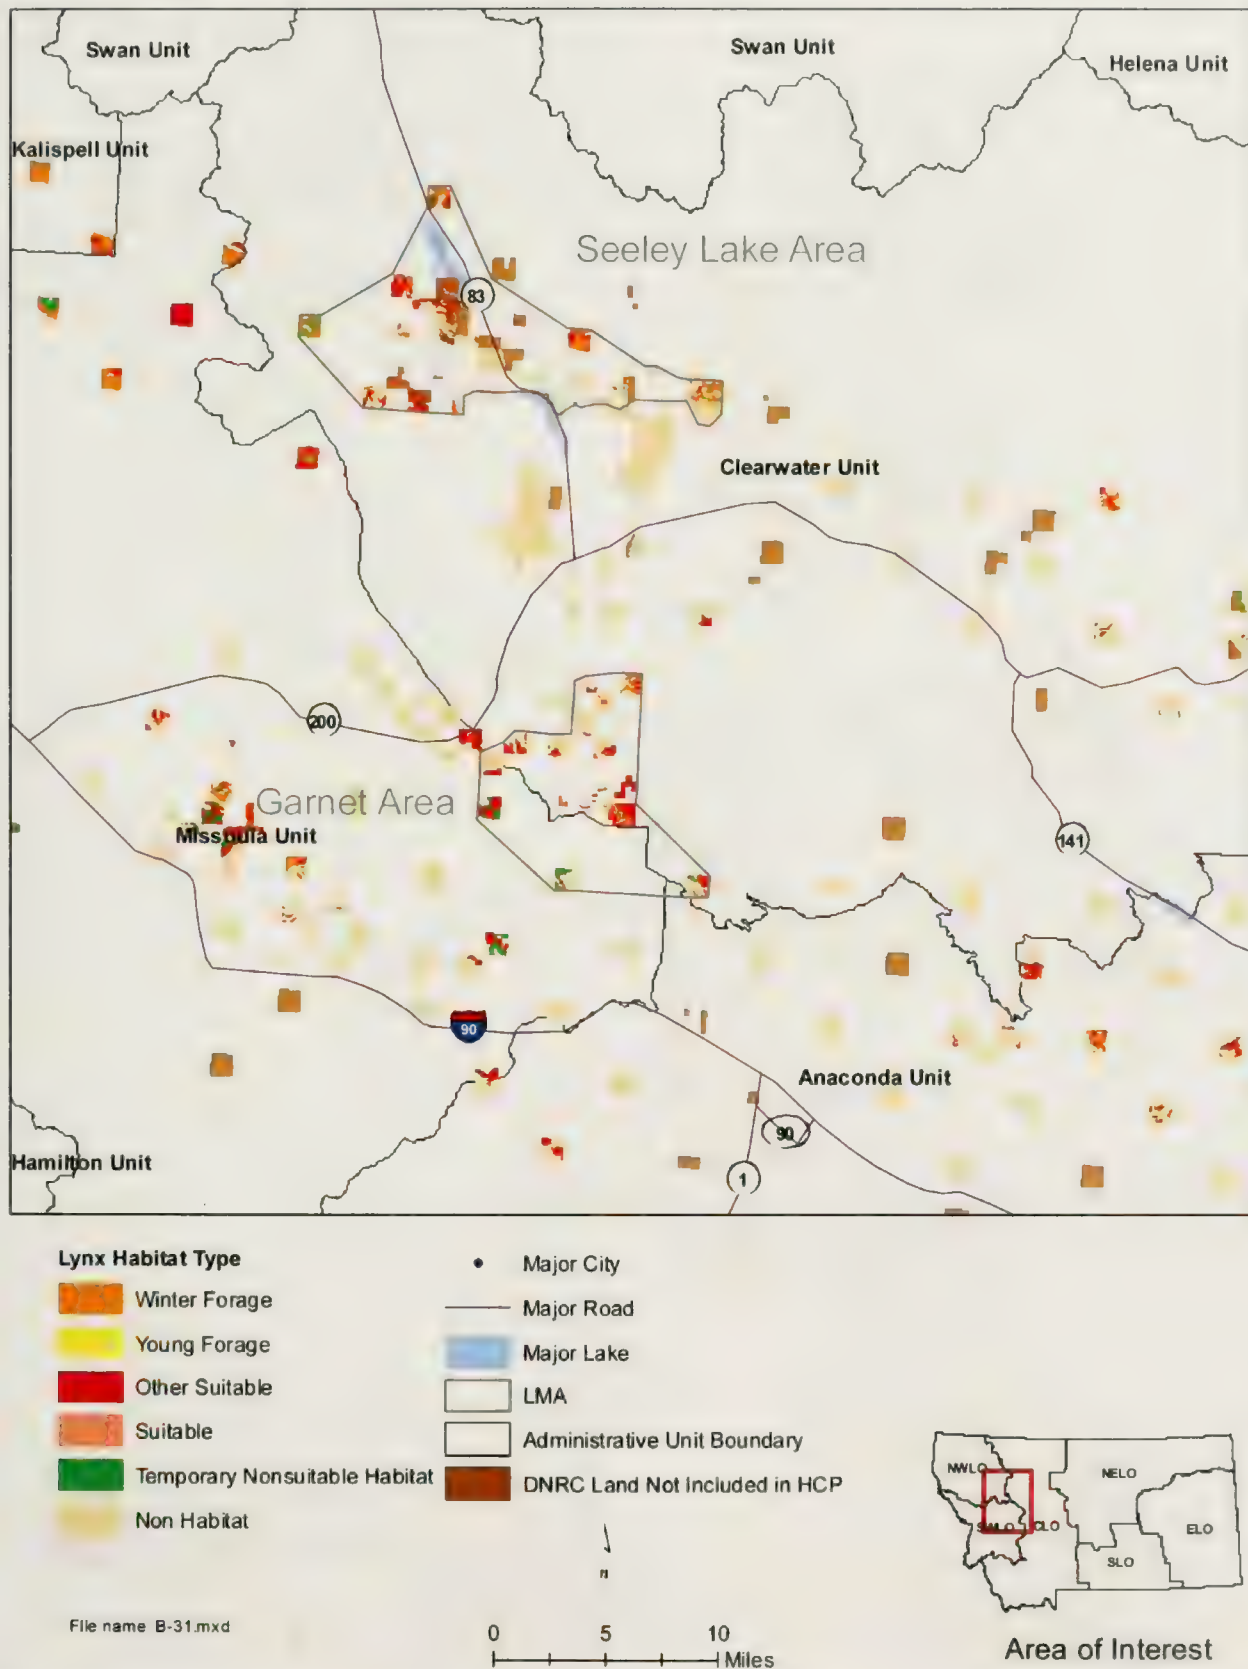 Swan Unit
Swan Unit
Helena Unit
Kalispell Unit
Seeley Lake Area
83
Clearwater Unit
200
Garnet Area
Missoula Unit
141
90
Anaconda Unit
90
Hamilton Unit
1
Lynx Habitat Type
Winter Forage
Young Forage
Other Suitable
Suitable
Temporary Nonsuitable Habitat
Non Habitat
Major City
Major Road
Major Lake
LMA
Administrative Unit Boundary
DNRC Land Not Included in HCP
n
File name B-31.mxd
0 5 10
Miles
NWLO
NELO
SWLO
CLO
ELO
SLO
Area of Interest